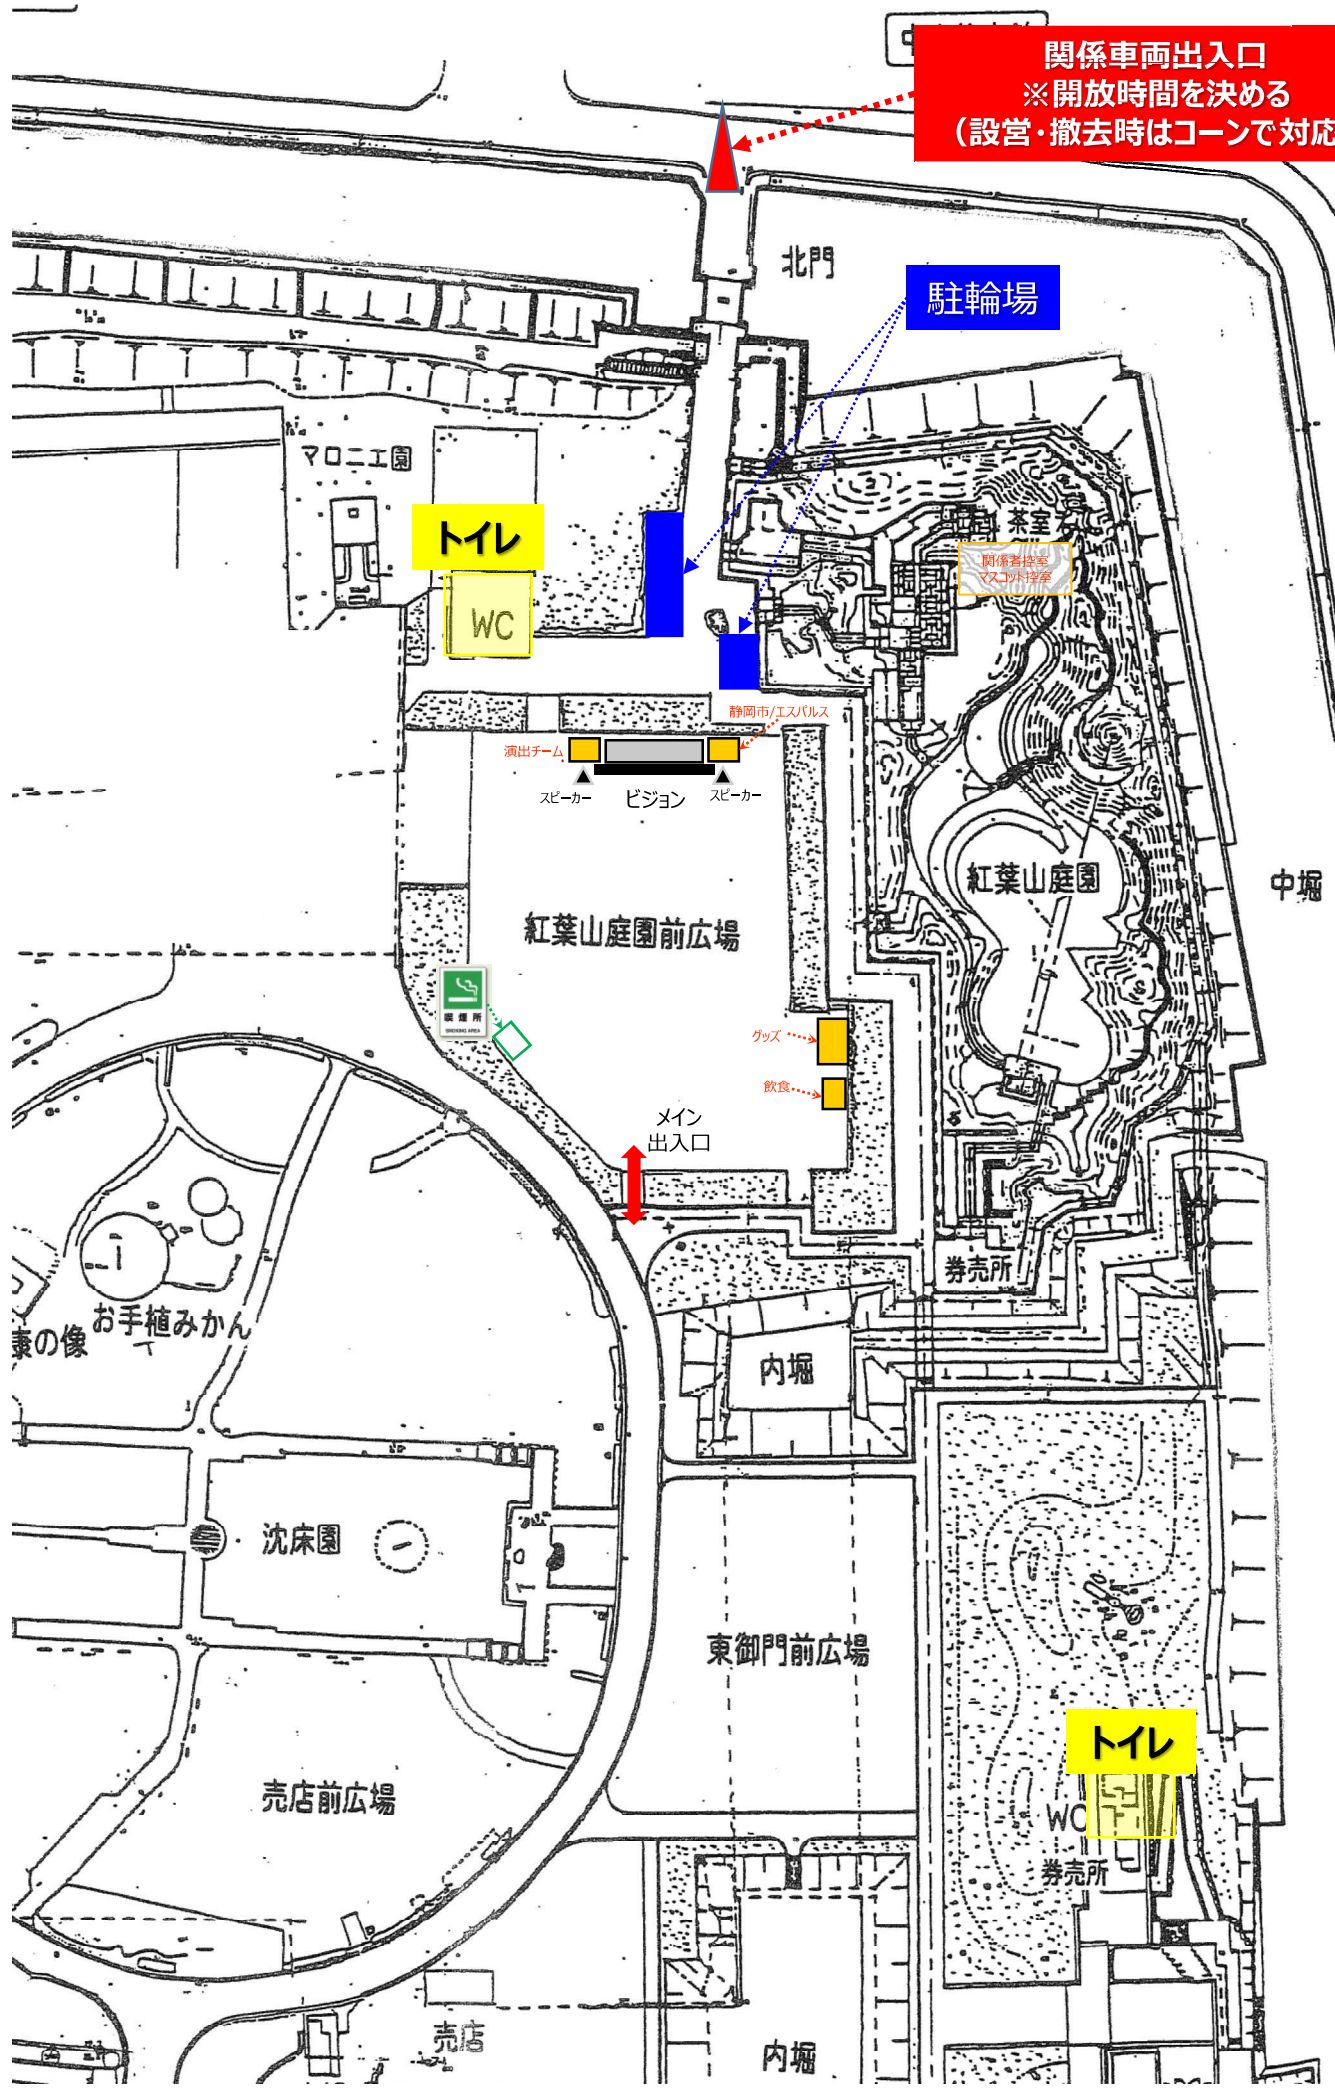 関係車両出入口
※開放時間を決める
（設営・撤去時はコーンで対応
北門
駐輪場
マロニエ園
トイレ
WC
茶室
関係者控室
マスコット控室
静岡市/エスパルス
演出チーム
スピーカー
ビジョン
スピーカー
紅葉山庭園
中堀
紅葉山庭園前広場
喫煙所
SMOKING AREA
グッズ
飲食
メイン
出入口
券売所
お手植みかん
康の像
内堀
沈床園
東御門前広場
トイレ
売店前広場
WC
券売所
売店
内堀